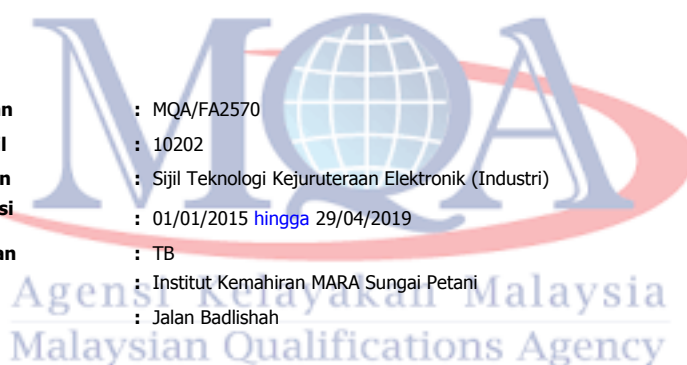 MQA
an : MQA/FA2570
l : 10202
n : Sijil Teknologi Kejuruteraan Elektronik (Industri)
si : 01/01/2015 hingga 29/04/2019
an : TB
: Institut Kemahiran MARA Sungai Petani
: Jalan Badlishah
Agensi Kelayakan Malaysia
Malaysian Qualifications Agency